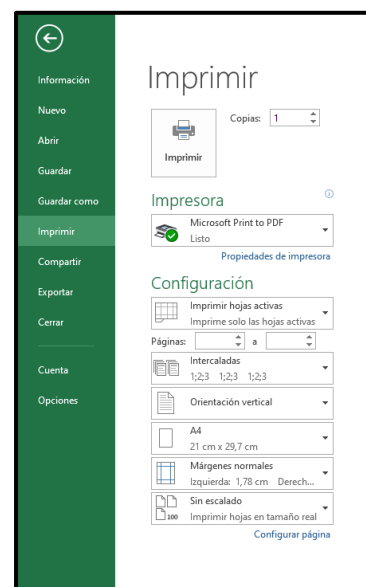 Información
Nuevo
Abrir
Guardar
Guardar como
Imprimir
Compartir
Exportar
Cerrar
Cuenta
Opciones
Imprimir
Copias: 1
Imprimir
Impresora
Microsoft Print to PDF
Listo
Propiedades de impresora
Configuración
Imprimir hojas activas
Imprime solo las hojas activas
Páginas: a
Intercaladas
1;2;3 1;2;3 1;2;3
Orientación vertical
A4
21 cm x 29,7 cm
Márgenes normales
Izquierda: 1,78 cm Derech...
Sin escalado
100
Imprimir hojas en tamaño real
Configurar página